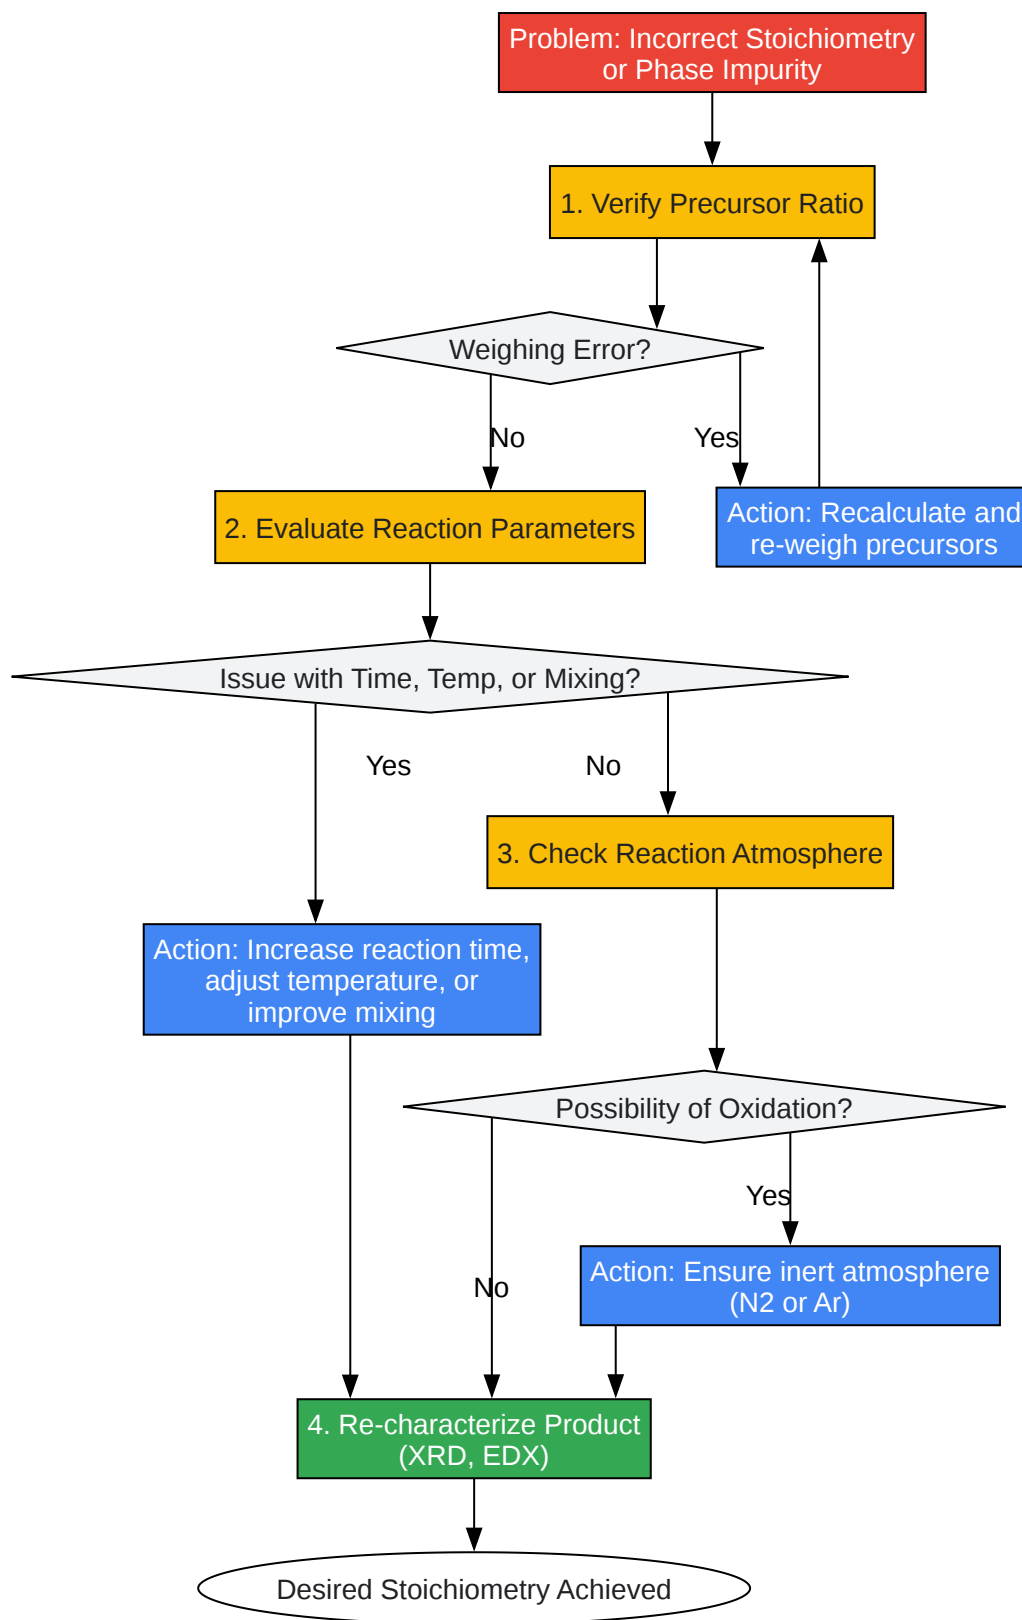 Problem: Incorrect Stoichiometry
or Phase Impurity
1. Verify Precursor Ratio
Weighing Error?
No
Yes
2. Evaluate Reaction Parameters
Action: Recalculate and
re-weigh precursors
Issue with Time, Temp, or Mixing?
Yes
No
3. Check Reaction Atmosphere
Action: Increase reaction time,
adjust temperature, or
improve mixing
Possibility of Oxidation?
Yes
No
Action: Ensure inert atmosphere
(N2 or Ar)
4. Re-characterize Product
(XRD, EDX)
Desired Stoichiometry Achieved